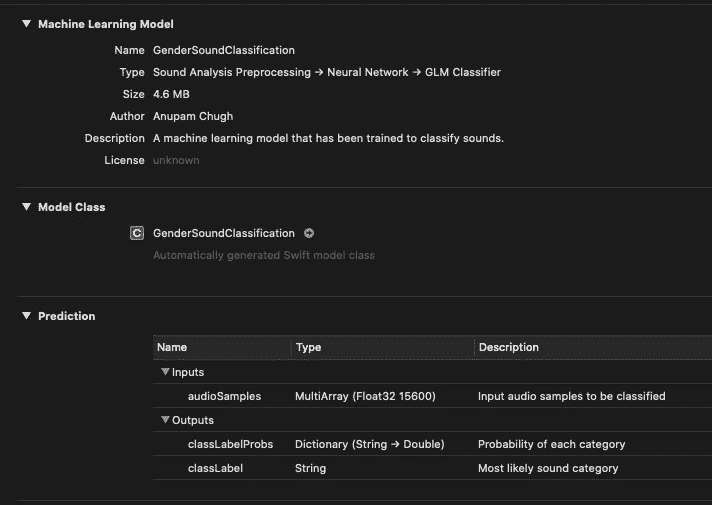 Machine Learning Model
Name GenderSoundClassification
Type Sound Analysis Preprocessing → Neural Network → GLM Classifier
Size 4.6 MB
Author Anupam Chugh
Description A machine learning model that has been trained to classify sounds.
License unknown
Model Class
C GenderSoundClassification
Automatically generated Swift model class
Prediction
Name Type Description
Inputs
audioSamples MultiArray (Float32 15600) Input audio samples to be classified
Outputs
classLabelProbs Dictionary (String → Double) Probability of each category
classLabel String Most likely sound category